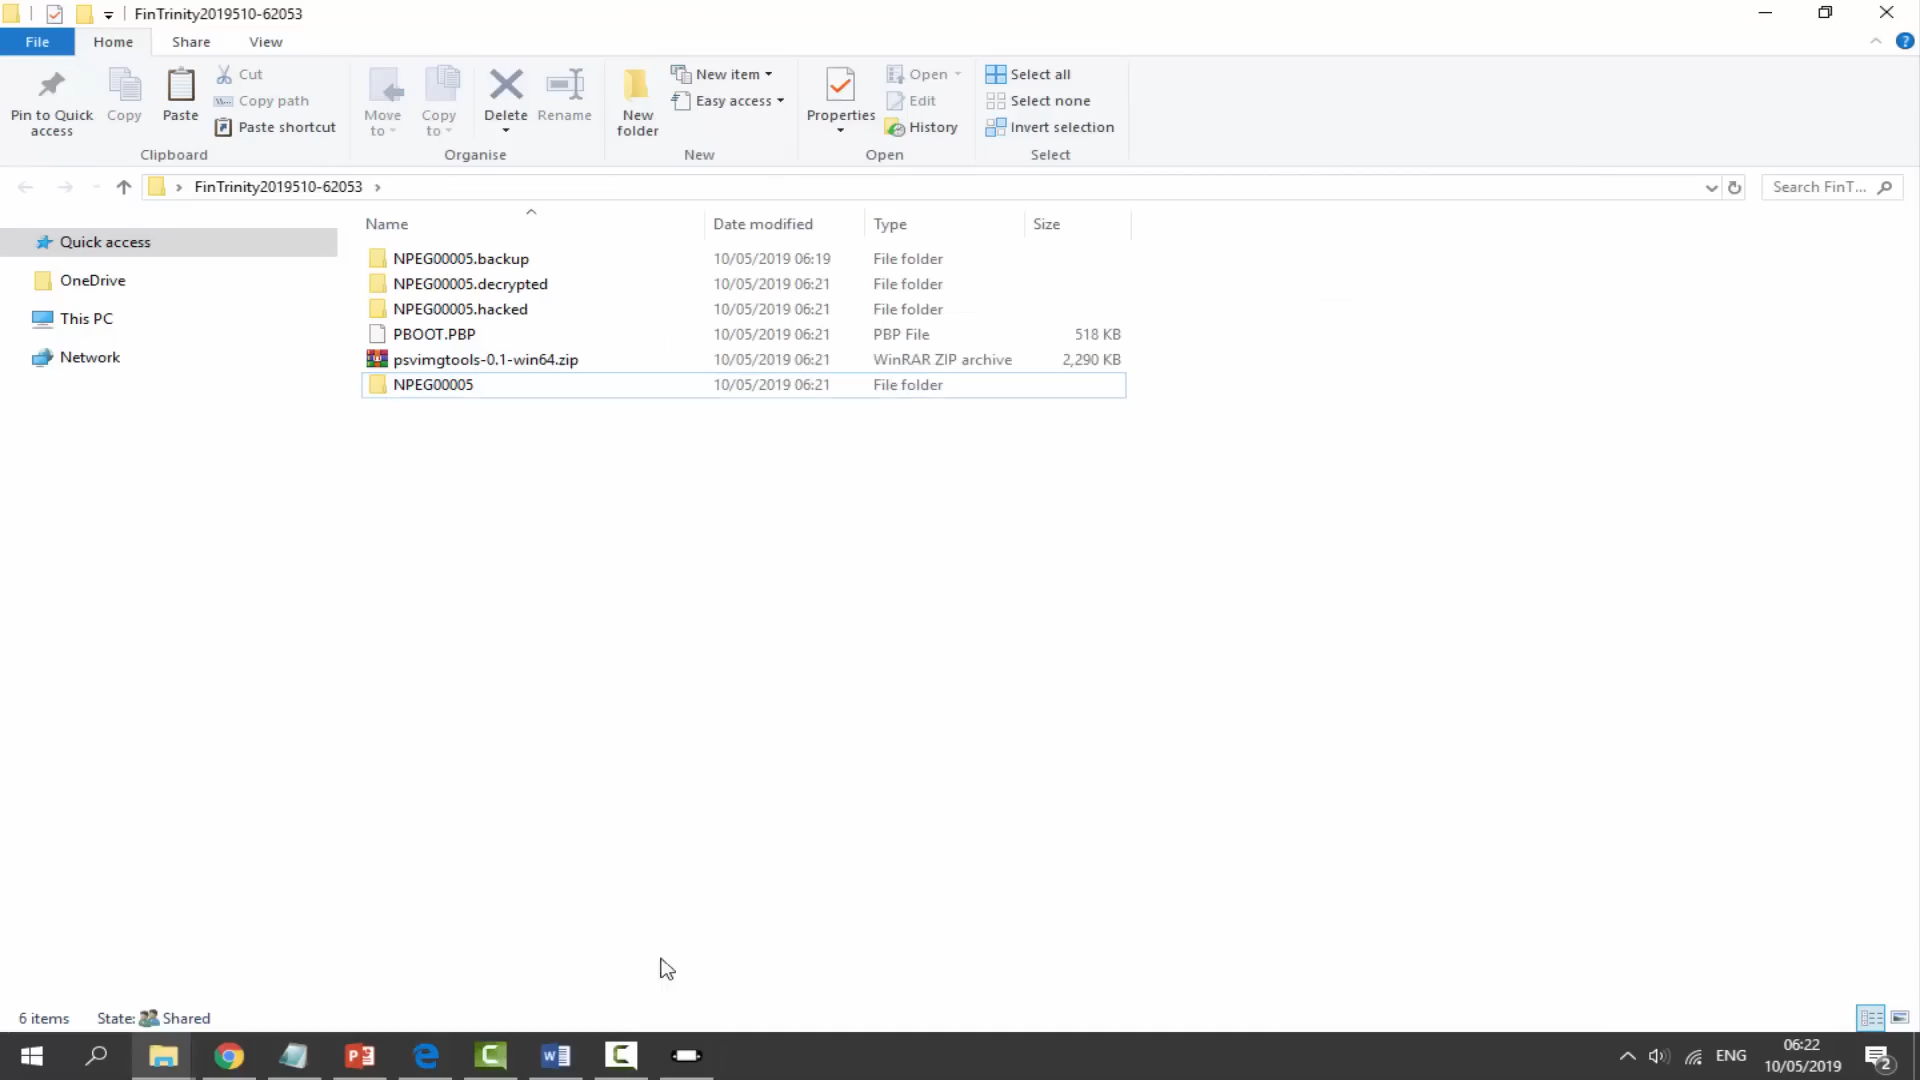 FinTrinity2019510-62053
File Home Share View
Pin to Quick access
Copy
Paste
Cut
Copy path
Paste shortcut
Clipboard
Move to
Copy to
Delete
Rename
Organise
New folder
New item
Easy access
New
Properties
Open
Edit
History
Open
Select all
Select none
Invert selection
Select
FinTrinity2019510-62053
Search FinT...
Quick access
OneDrive
This PC
Network
Name Date modified Type Size
NPEG00005.backup 10/05/2019 06:19 File folder
NPEG00005.decrypted 10/05/2019 06:21 File folder
NPEG00005.hacked 10/05/2019 06:21 File folder
PBOOT.PBP 10/05/2019 06:21 PBP File 518 KB
psvimgtools-0.1-win64.zip 10/05/2019 06:21 WinRAR ZIP archive 2,290 KB
NPEG00005 10/05/2019 06:21 File folder
6 items State: Shared
ENG
06:22
10/05/2019
2